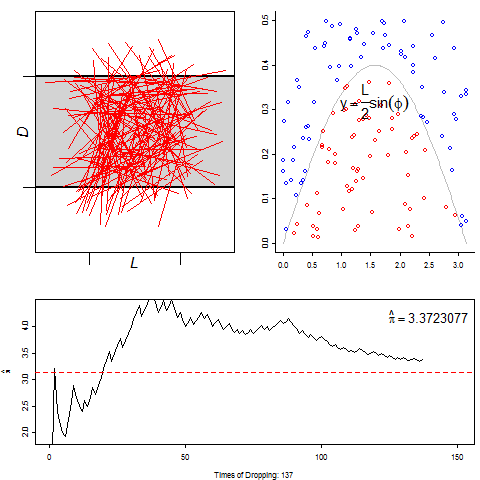 D
L
0.0 0.1 0.2 0.3 0.4 0.5
y = L/2 sin(ϕ)
0.0 0.5 1.0 1.5 2.0 2.5 3.0
2.0 2.5 3.0 3.5 4.0
π̂
π̂ = 3.3723077
0 50 100 150
Times of Dropping: 137